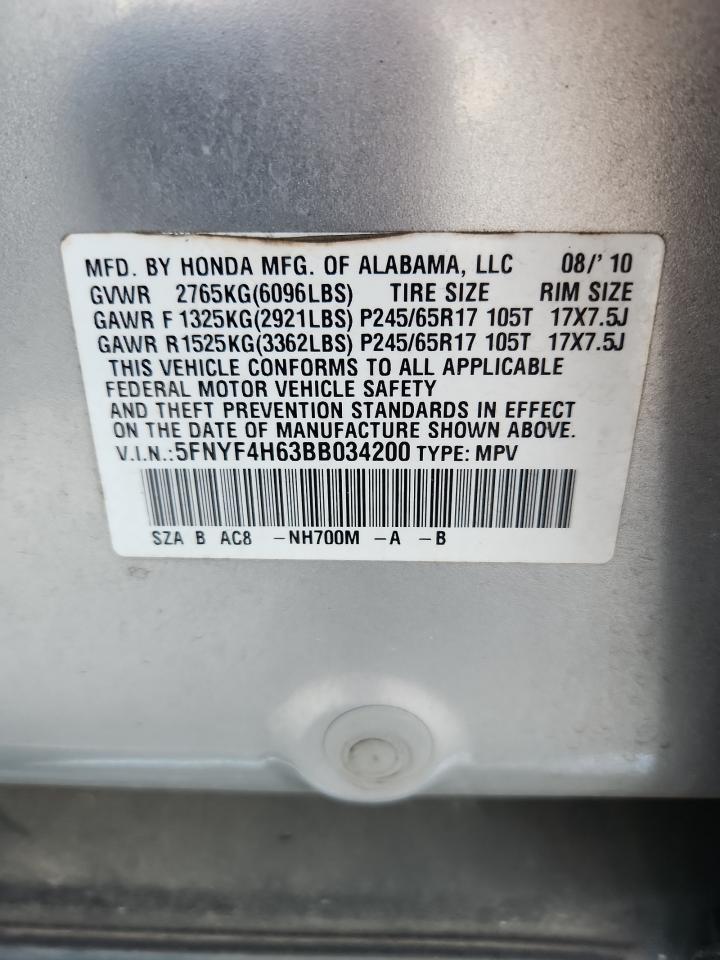 MFD. BY HONDA MFG. OF ALABAMA, LLC 08/'10
GVWR 2765KG(6096LBS) TIRE SIZE RIM SIZE
GAWR F 1325KG(2921LBS) P245/65R17 105T 17X7.5J
GAWR R 1525KG(3362LBS) P245/65R17 105T 17X7.5J
THIS VEHICLE CONFORMS TO ALL APPLICABLE
FEDERAL MOTOR VEHICLE SAFETY
AND THEFT PREVENTION STANDARDS IN EFFECT
ON THE DATE OF MANUFACTURE SHOWN ABOVE.
V.I.N.:5FNYF4H63BB034200 TYPE: MPV
SZA B AC8 -NH700M -A -B